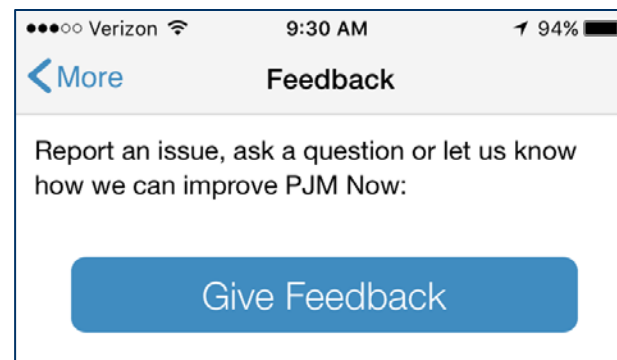 Verizon 9:30 AM 94%
More Feedback
Report an issue, ask a question or let us know
how we can improve PJM Now:
Give Feedback